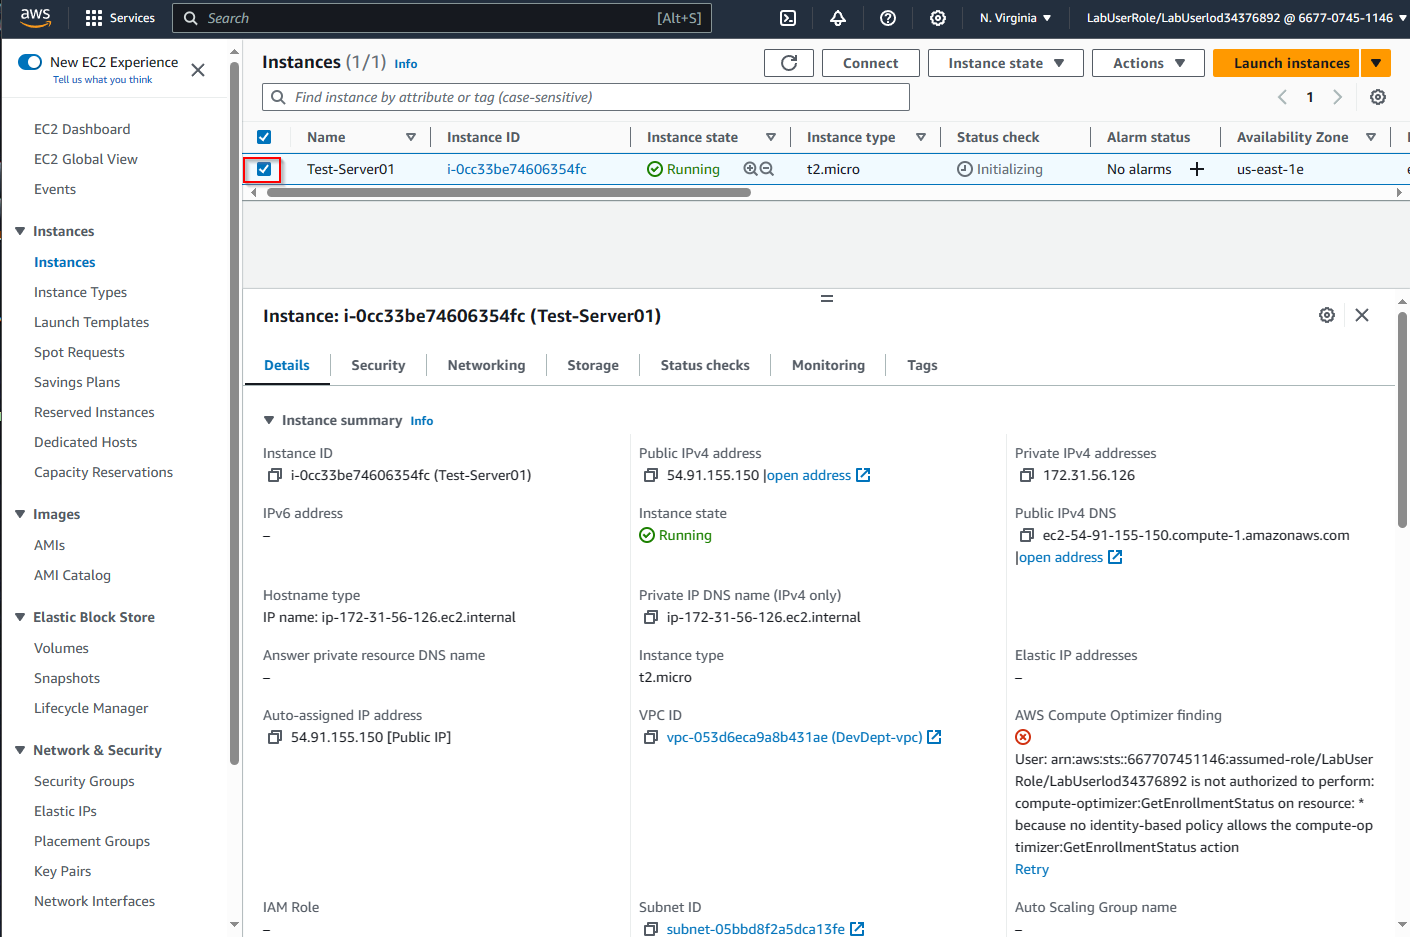 aws Services Search [Alt+S] N. Virginia LabUserRole/LabUserlod34376892 @ 6677-0745-1146
New EC2 Experience
Tell us what you think
EC2 Dashboard
EC2 Global View
Events
Instances
Instances
Instance Types
Launch Templates
Spot Requests
Savings Plans
Reserved Instances
Dedicated Hosts
Capacity Reservations
Images
AMIs
AMI Catalog
Elastic Block Store
Volumes
Snapshots
Lifecycle Manager
Network & Security
Security Groups
Elastic IPs
Placement Groups
Key Pairs
Network Interfaces
Instances (1/1) Info Connect Instance state Actions Launch instances
Find instance by attribute or tag (case-sensitive) 1
Name Instance ID Instance state Instance type Status check Alarm status Availability Zone
Test-Server01 i-0cc33be74606354fc Running t2.micro Initializing No alarms us-east-1e
Instance: i-0cc33be74606354fc (Test-Server01)
Details Security Networking Storage Status checks Monitoring Tags
Instance summary Info
Instance ID
i-0cc33be74606354fc (Test-Server01)
Public IPv4 address
54.91.155.150 |open address
Private IPv4 addresses
172.31.56.126
IPv6 address
–
Instance state
Running
Public IPv4 DNS
ec2-54-91-155-150.compute-1.amazonaws.com
|open address
Hostname type
IP name: ip-172-31-56-126.ec2.internal
Private IP DNS name (IPv4 only)
ip-172-31-56-126.ec2.internal
Answer private resource DNS name
–
Instance type
t2.micro
Elastic IP addresses
–
Auto-assigned IP address
54.91.155.150 [Public IP]
VPC ID
vpc-053d6eca9a8b431ae (DevDept-vpc)
AWS Compute Optimizer finding
User: arn:aws:sts::667707451146:assumed-role/LabUser
Role/LabUserlod34376892 is not authorized to perform:
compute-optimizer:GetEnrollmentStatus on resource: *
because no identity-based policy allows the compute-op
timizer:GetEnrollmentStatus action
Retry
IAM Role
–
Subnet ID
subnet-05bbd8f2a5dca13fe
Auto Scaling Group name
–